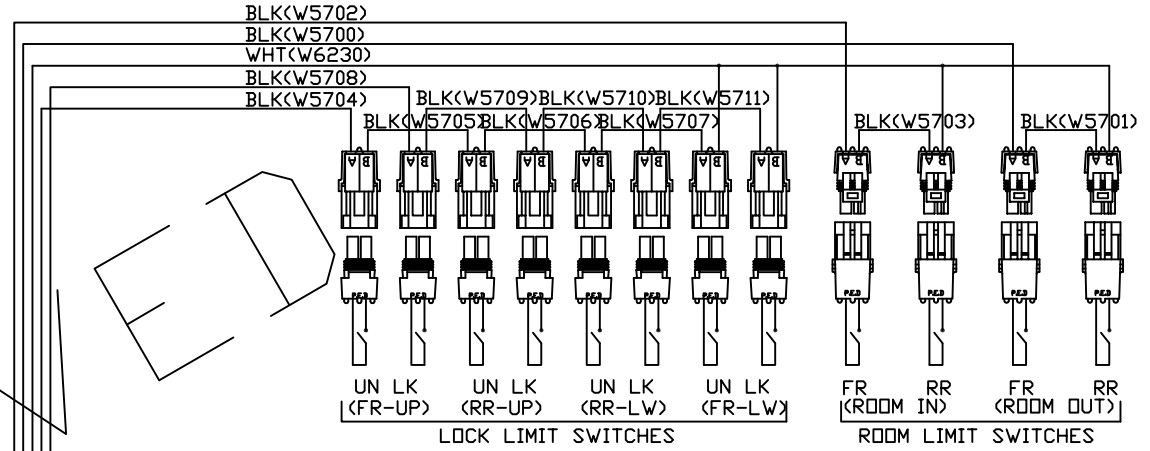 BLK(W5702)
BLK(W5700)
WHT(W6230)
BLK(W5708)
BLK(W5704)
BLK(W5709) BLK(W5710) BLK(W5711)
BLK(W5705) BLK(W5706) BLK(W5707) BLK(W5703) BLK(W5701)
A B A B A B A B
P.E.D P.E.D P.E.D P.E.D
UN LK UN LK UN LK UN LK FR RR FR RR
(FR-UP) (RR-UP) (RR-LW) (FR-LW) (ROOM IN) (ROOM OUT)
LOCK LIMIT SWITCHES ROOM LIMIT SWITCHES